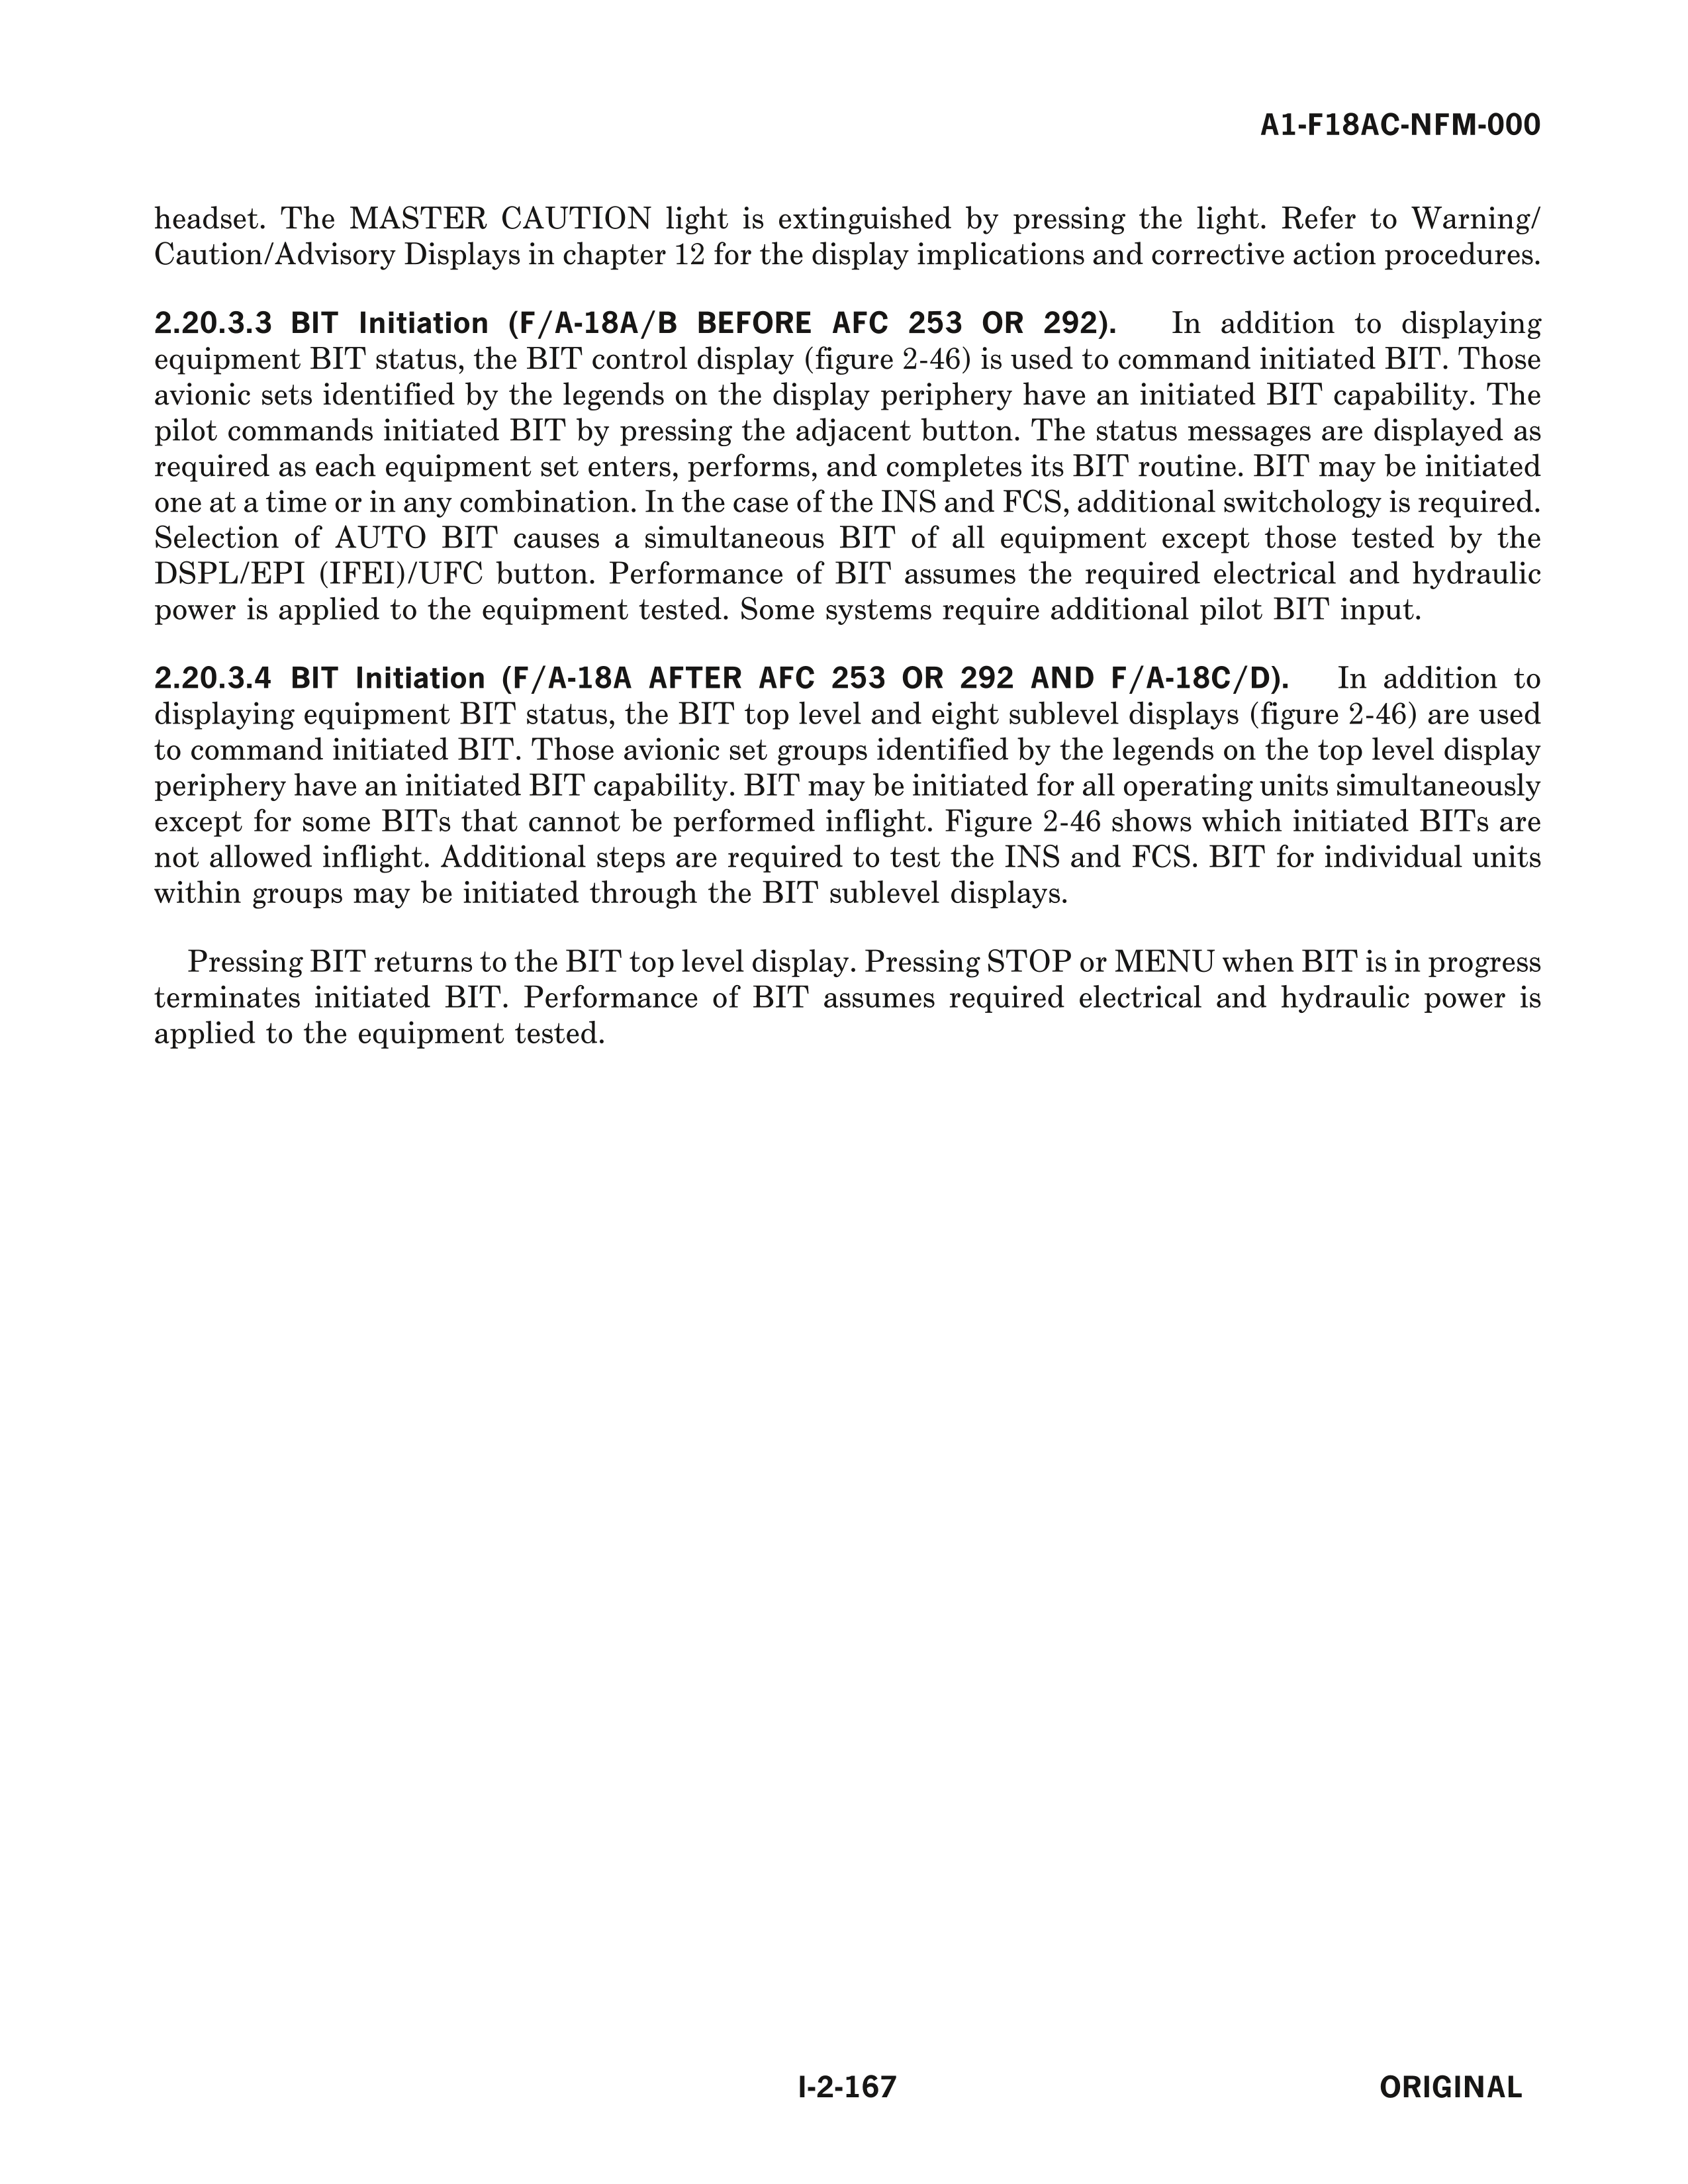 A1-F18AC-NFM-000
headset. The MASTER CAUTION light is extinguished by pressing the light. Refer to Warning/
Caution/Advisory Displays in chapter 12 for the display implications and corrective action procedures.
2.20.3.3 BIT Initiation (F/A-18A/B BEFORE AFC 253 OR 292). In addition to displaying
equipment BIT status, the BIT control display (figure 2-46) is used to command initiated BIT. Those
avionic sets identified by the legends on the display periphery have an initiated BIT capability. The
pilot commands initiated BIT by pressing the adjacent button. The status messages are displayed as
required as each equipment set enters, performs, and completes its BIT routine. BIT may be initiated
one at a time or in any combination. In the case of the INS and FCS, additional switchology is required.
Selection of AUTO BIT causes a simultaneous BIT of all equipment except those tested by the
DSPL/EPI (IFEI)/UFC button. Performance of BIT assumes the required electrical and hydraulic
power is applied to the equipment tested. Some systems require additional pilot BIT input.
2.20.3.4 BIT Initiation (F/A-18A AFTER AFC 253 OR 292 AND F/A-18C/D). In addition to
displaying equipment BIT status, the BIT top level and eight sublevel displays (figure 2-46) are used
to command initiated BIT. Those avionic set groups identified by the legends on the top level display
periphery have an initiated BIT capability. BIT may be initiated for all operating units simultaneously
except for some BITs that cannot be performed inflight. Figure 2-46 shows which initiated BITs are
not allowed inflight. Additional steps are required to test the INS and FCS. BIT for individual units
within groups may be initiated through the BIT sublevel displays.
Pressing BIT returns to the BIT top level display. Pressing STOP or MENU when BIT is in progress
terminates initiated BIT. Performance of BIT assumes required electrical and hydraulic power is
applied to the equipment tested.
I-2-167
ORIGINAL